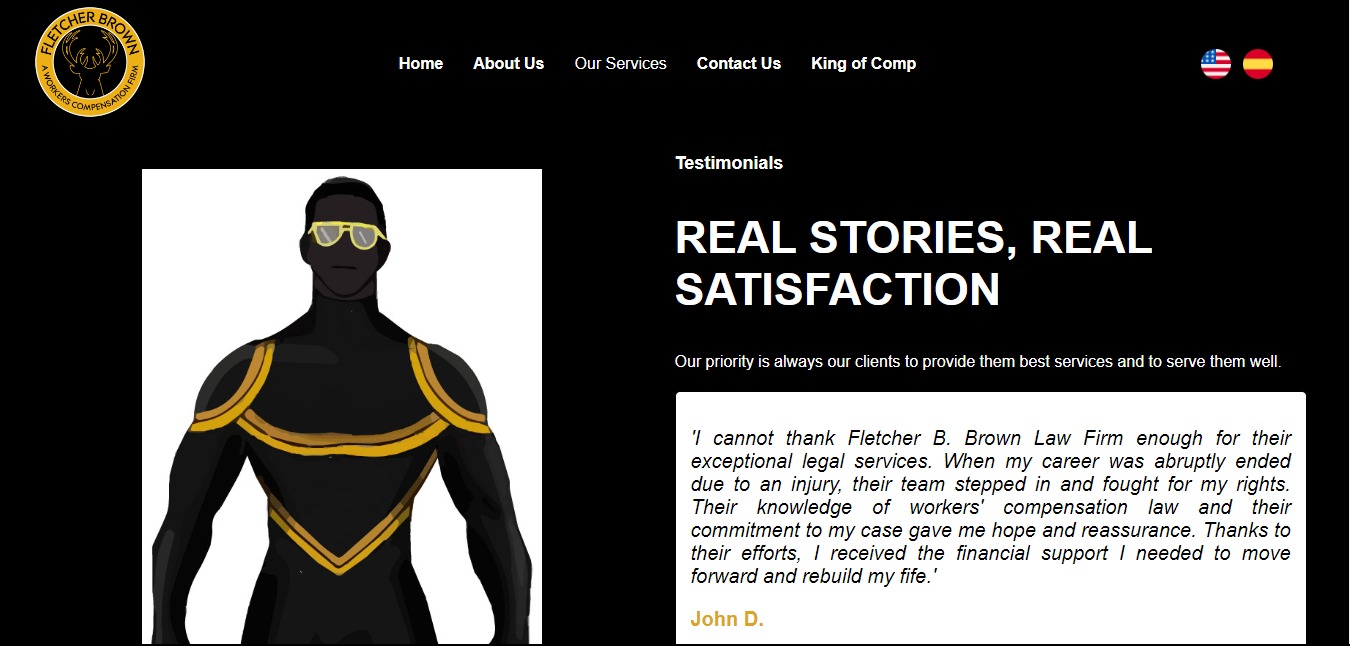 FLETCHER BROWN
A WORKERS COMPENSATION FIRM
Home About Us Our Services Contact Us King of Comp
Testimonials
REAL STORIES, REAL
SATISFACTION
Our priority is always our clients to provide them best services and to serve them well.
'I cannot thank Fletcher B. Brown Law Firm enough for their
exceptional legal services. When my career was abruptly ended
due to an injury, their team stepped in and fought for my rights.
Their knowledge of workers' compensation law and their
commitment to my case gave me hope and reassurance. Thanks to
their efforts, I received the financial support I needed to move
forward and rebuild my fife.'
John D.